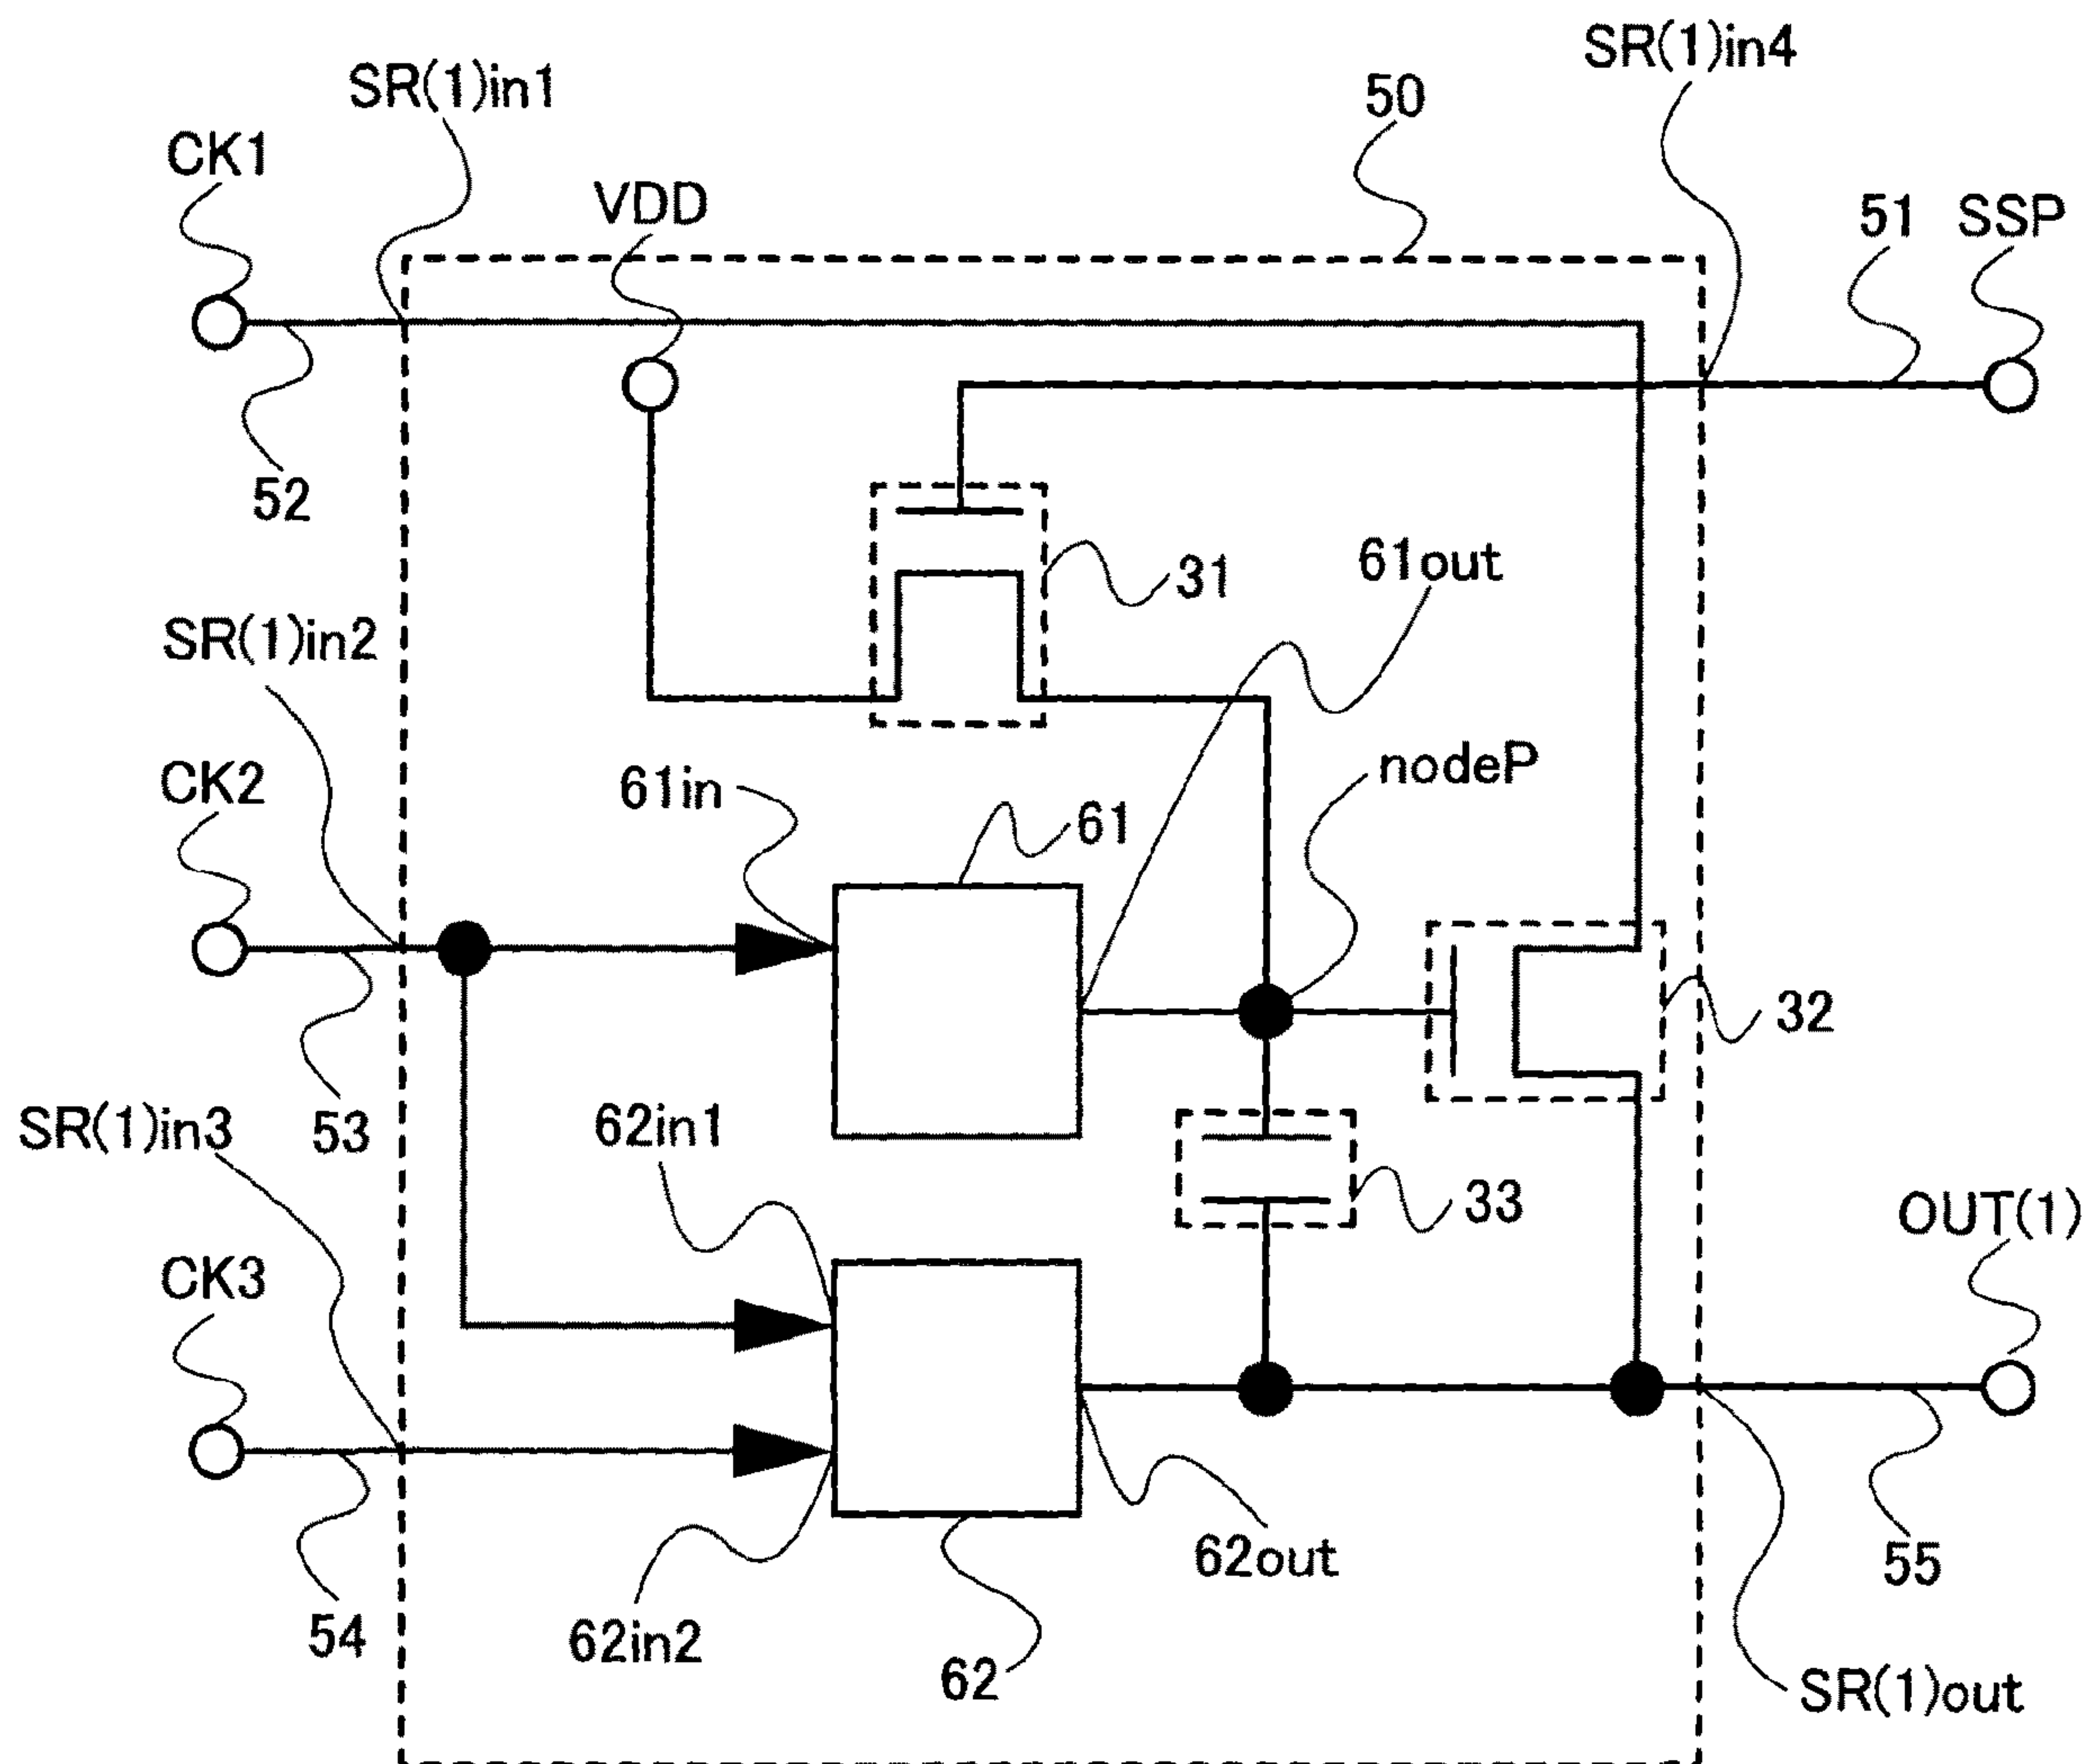 SR(1)in4
SR(1)in1
50
CK1
VDD
51
SSP
52
61out
31
SR(1)in2
nodeP
CK2
61in
61
32
SR(1)in3
53
62in1
33
OUT(1)
CK3
62out
55
54
62in2
62
SR(1)out